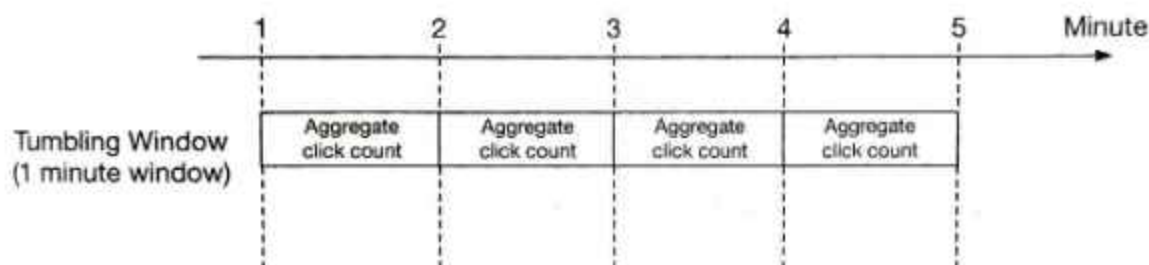 1 2 3 4 5 Minute
Tumbling Window
(1 minute window)
Aggregate
click count
Aggregate
click count
Aggregate
click count
Aggregate
click count